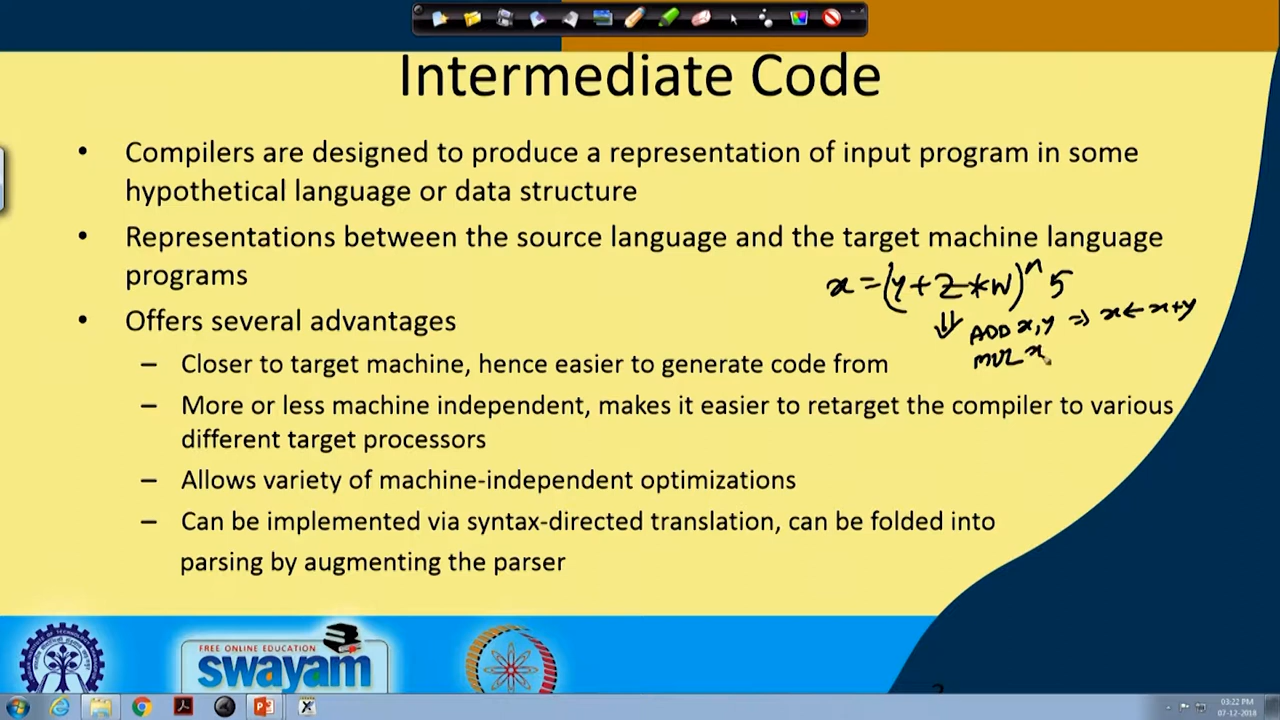 Intermediate Code
• Compilers are designed to produce a representation of input program in some
hypothetical language or data structure
• Representations between the source language and the target machine language
programs
x=(y+z*w)^5
• Offers several advantages
ADD x,y ⇒ x←x+y
MUL x
– Closer to target machine, hence easier to generate code from
– More or less machine independent, makes it easier to retarget the compiler to various
different target processors
– Allows variety of machine-independent optimizations
– Can be implemented via syntax-directed translation, can be folded into
parsing by augmenting the parser
FREE ONLINE EDUCATION
swayam
03:22 PM
07-12-2018